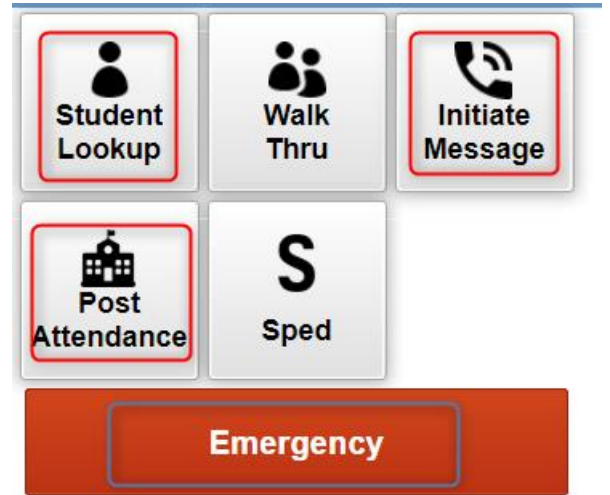 Student
Lookup
Walk
Thru
Initiate
Message
Post
Attendance
S
Sped
Emergency